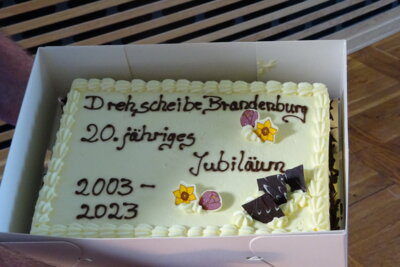 Drehscheibe Brandenburg
20. jähriges
Jubiläum
2003 -
2023